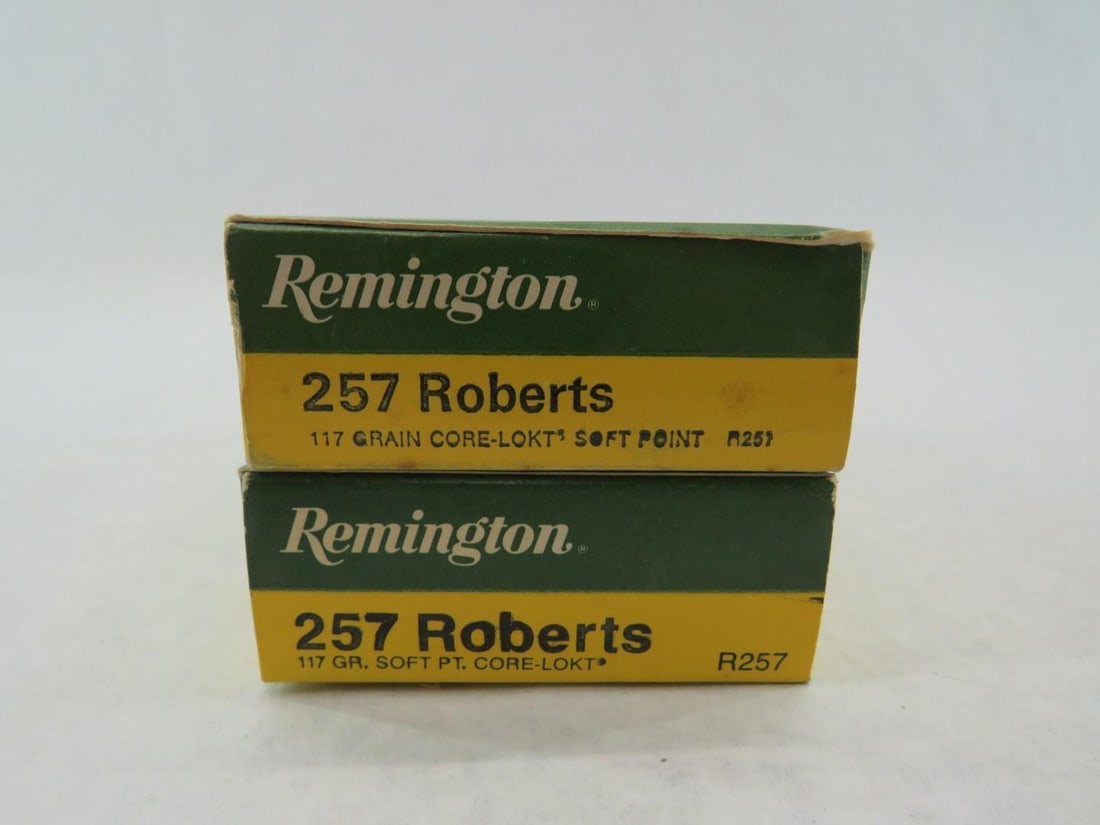 Remington®
257 Roberts
117 GRAIN CORE-LOKT® SOFT POINT R257
Remington®
257 Roberts
117 GR. SOFT PT. CORE-LOKT® R257